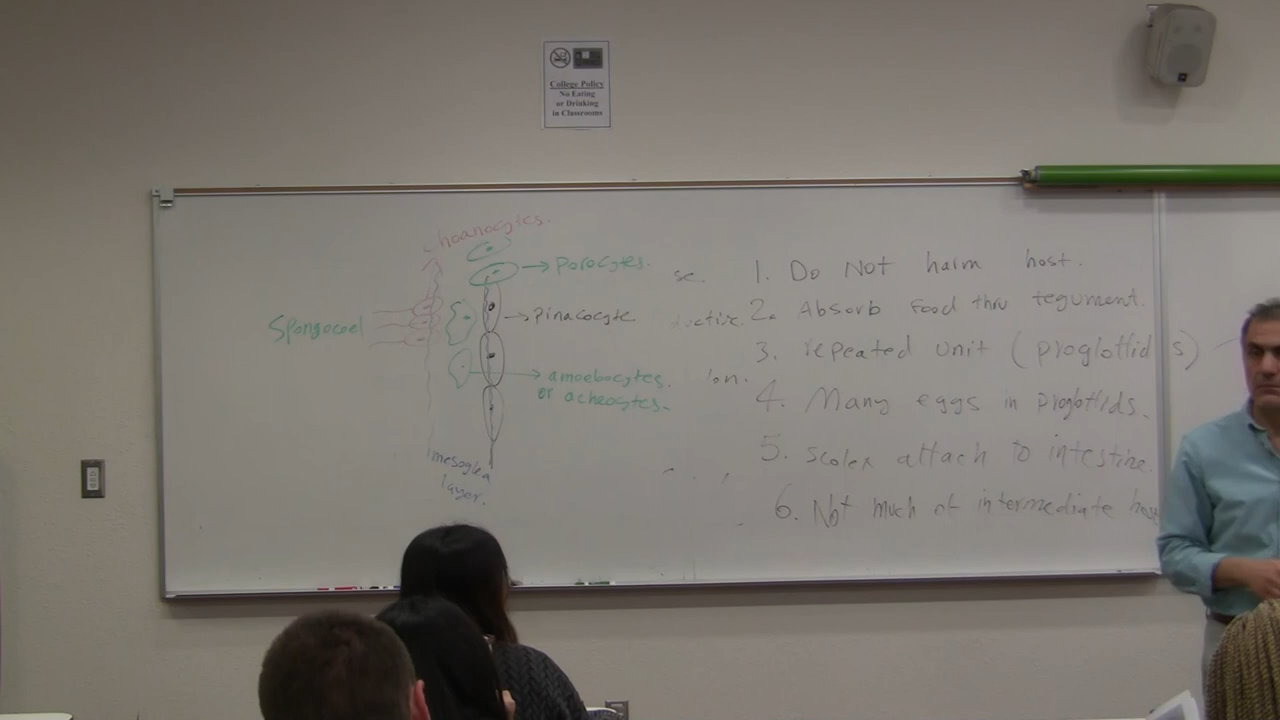 College Policy
No Eating
or Drinking
in Classrooms
choanocytes.
Porocytes.
Pinacocyte
Spongocoel
amoebocytes.
or acheocytes.
mesoglea
layer.
1. Do Not harm host.
2. Absorb Food thru tegument.
3. repeated unit (proglottids)
4. Many eggs in proglottids.
5. scolex attach to intestine.
6. Not much of intermediate